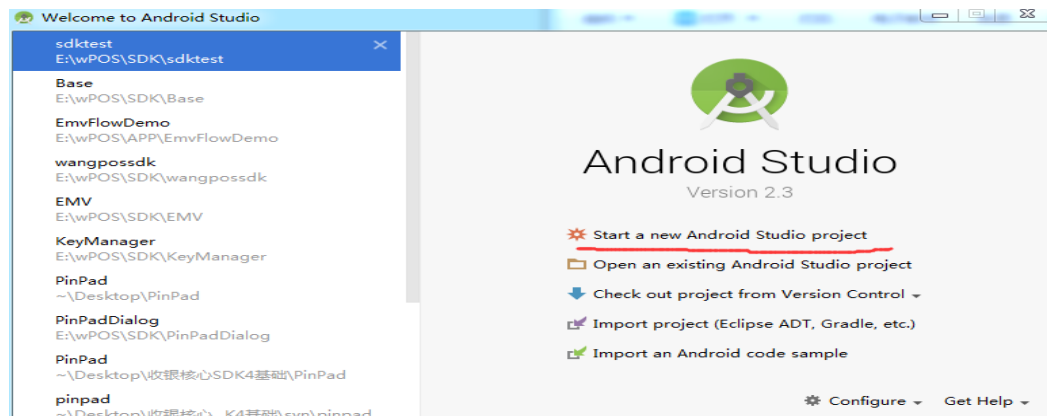 Welcome to Android Studio
sdktest
E:\wPOS\SDK\sdktest
Base
E:\wPOS\SDK\Base
EmvFlowDemo
E:\wPOS\APP\EmvFlowDemo
wangpossdk
E:\wPOS\SDK\wangpossdk
EMV
E:\wPOS\SDK\EMV
KeyManager
E:\wPOS\SDK\KeyManager
PinPad
~\Desktop\PinPad
PinPadDialog
E:\wPOS\SDK\PinPadDialog
PinPad
~\Desktop\收银核心SDK4基础\PinPad
pinpad
Android Studio
Version 2.3
Start a new Android Studio project
Open an existing Android Studio project
Check out project from Version Control
Import project (Eclipse ADT, Gradle, etc.)
Import an Android code sample
Configure
Get Help